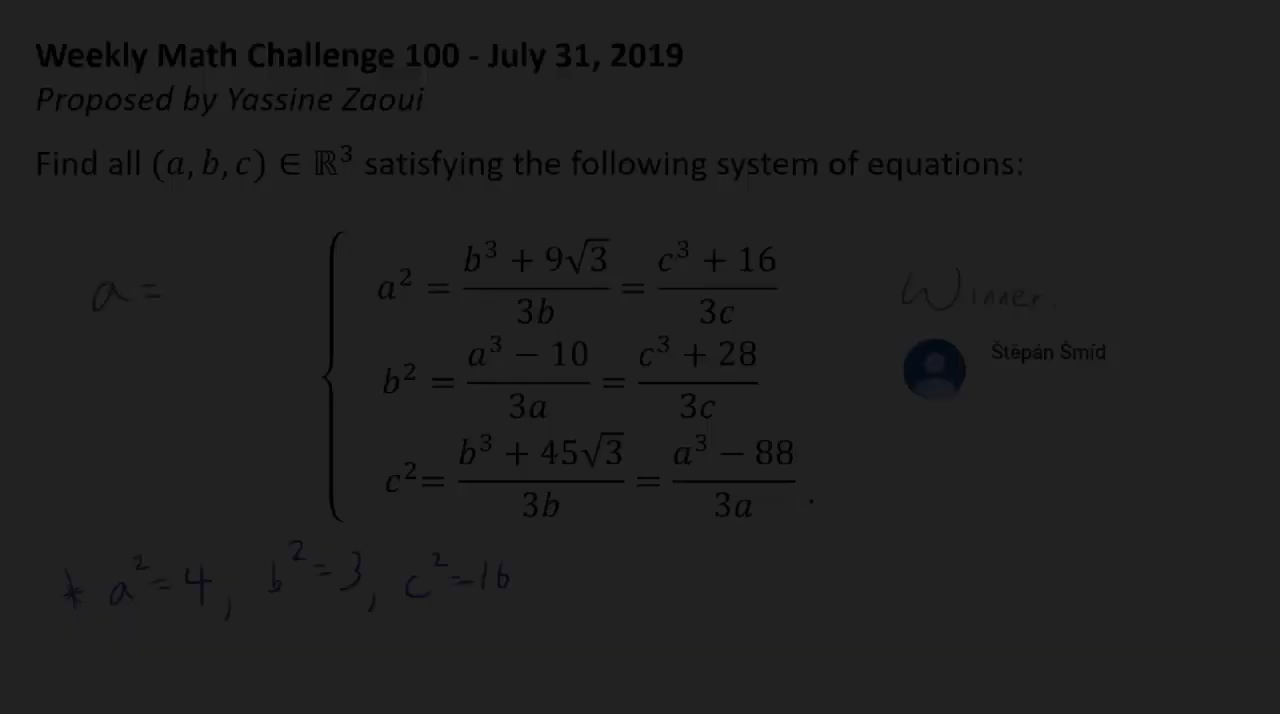 Weekly Math Challenge 100 - July 31, 2019
Proposed by Yassine Zaoui
Find all (a, b, c) ∈ ℝ³ satisfying the following system of equations:
a² = (b³ + 9√3)/(3b) = (c³ + 16)/(3c)
a =
Winner.
b² = (a³ − 10)/(3a) = (c³ + 28)/(3c)
Štěpán Šmíd
c² = (b³ + 45√3)/(3b) = (a³ − 88)/(3a) .
* a² = 4, b² = 3, c² = 16